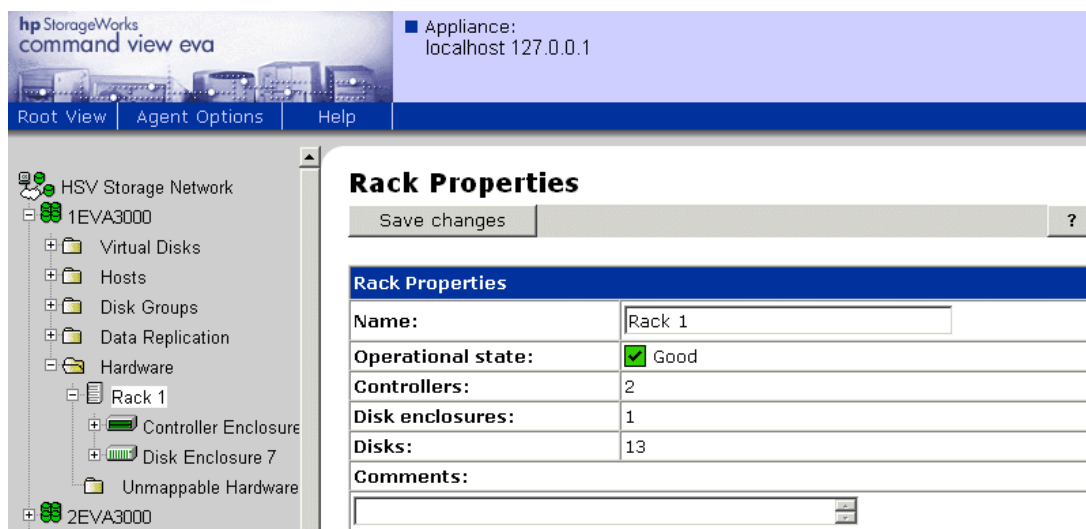 hp StorageWorks
command view eva
Appliance:
localhost 127.0.0.1
Root View
Agent Options
Help
HSV Storage Network
1EVA3000
Virtual Disks
Hosts
Disk Groups
Data Replication
Hardware
Rack 1
Controller Enclosure
Disk Enclosure 7
Unmappable Hardware
2EVA3000
Rack Properties
Save changes
?
Rack Properties
Name: Rack 1
Operational state: Good
Controllers: 2
Disk enclosures: 1
Disks: 13
Comments: